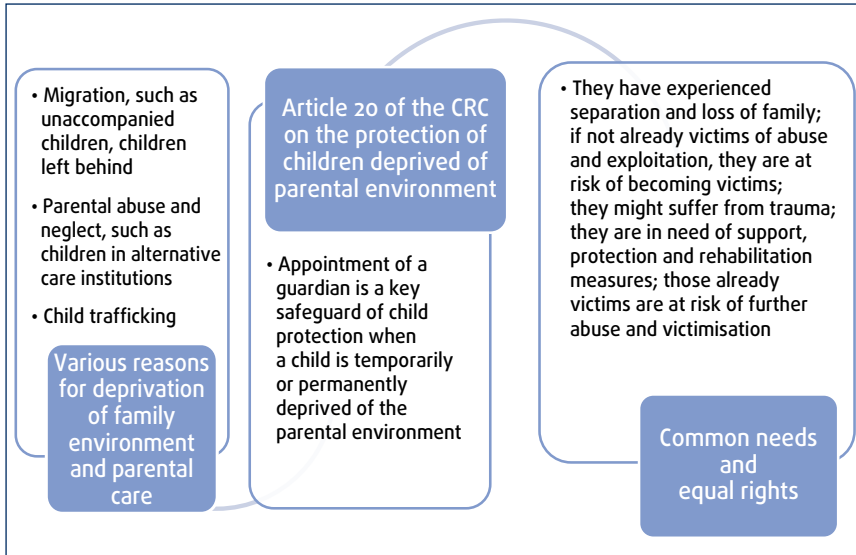 • Migration, such as
unaccompanied
children, children
left behind
• Parental abuse and
neglect, such as
children in alternative
care institutions
• Child trafficking
Various reasons
for deprivation
of family
environment
and parental
care
Article 20 of the CRC
on the protection of
children deprived of
parental environment
• Appointment of a
guardian is a key
safeguard of child
protection when
a child is temporarily
or permanently
deprived of the
parental environment
• They have experienced
separation and loss of family;
if not already victims of abuse
and exploitation, they are at
risk of becoming victims;
they might suffer from trauma;
they are in need of support,
protection and rehabilitation
measures; those already
victims are at risk of further
abuse and victimisation
Common needs
and
equal rights